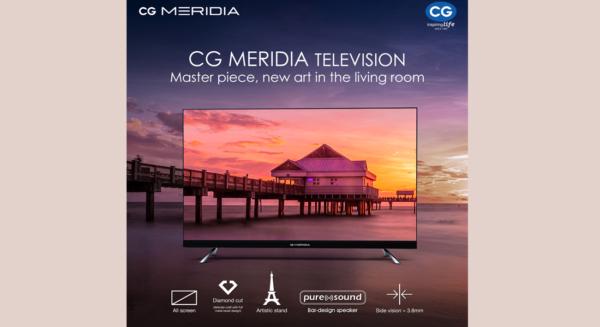 CG MERIDIA
CG
inspiring life
CG MERIDIA TELEVISION
Master piece, new art in the living room
CG MERIDIA
All screen
Diamond cut
Artistic stand
pure sound
Bar-design speaker
Side vision = 3.8mm